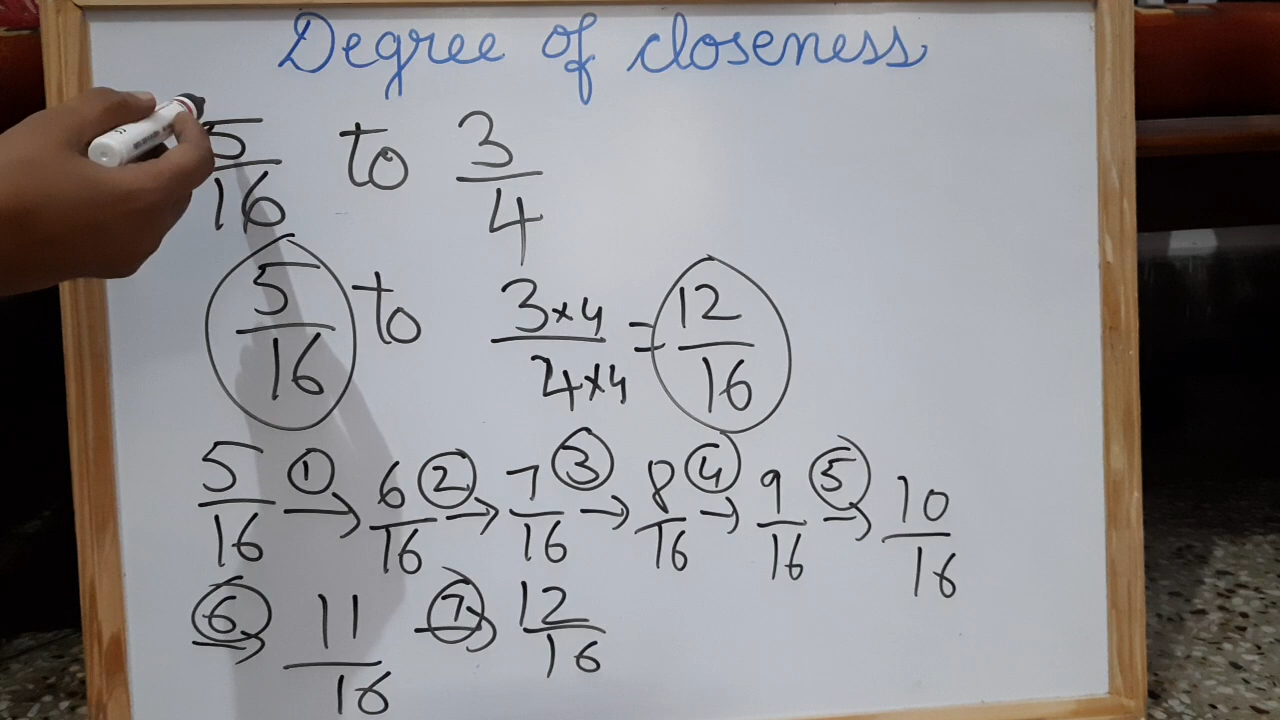 Degree of closeness
5/16 to 3/4
5/16 to 3×4/4×4 = 12/16
5/16 ①→ 6/16 ②→ 7/16 ③→ 8/16 ④→ 9/16 ⑤→ 10/16
⑥→ 11/16 ⑦→ 12/16